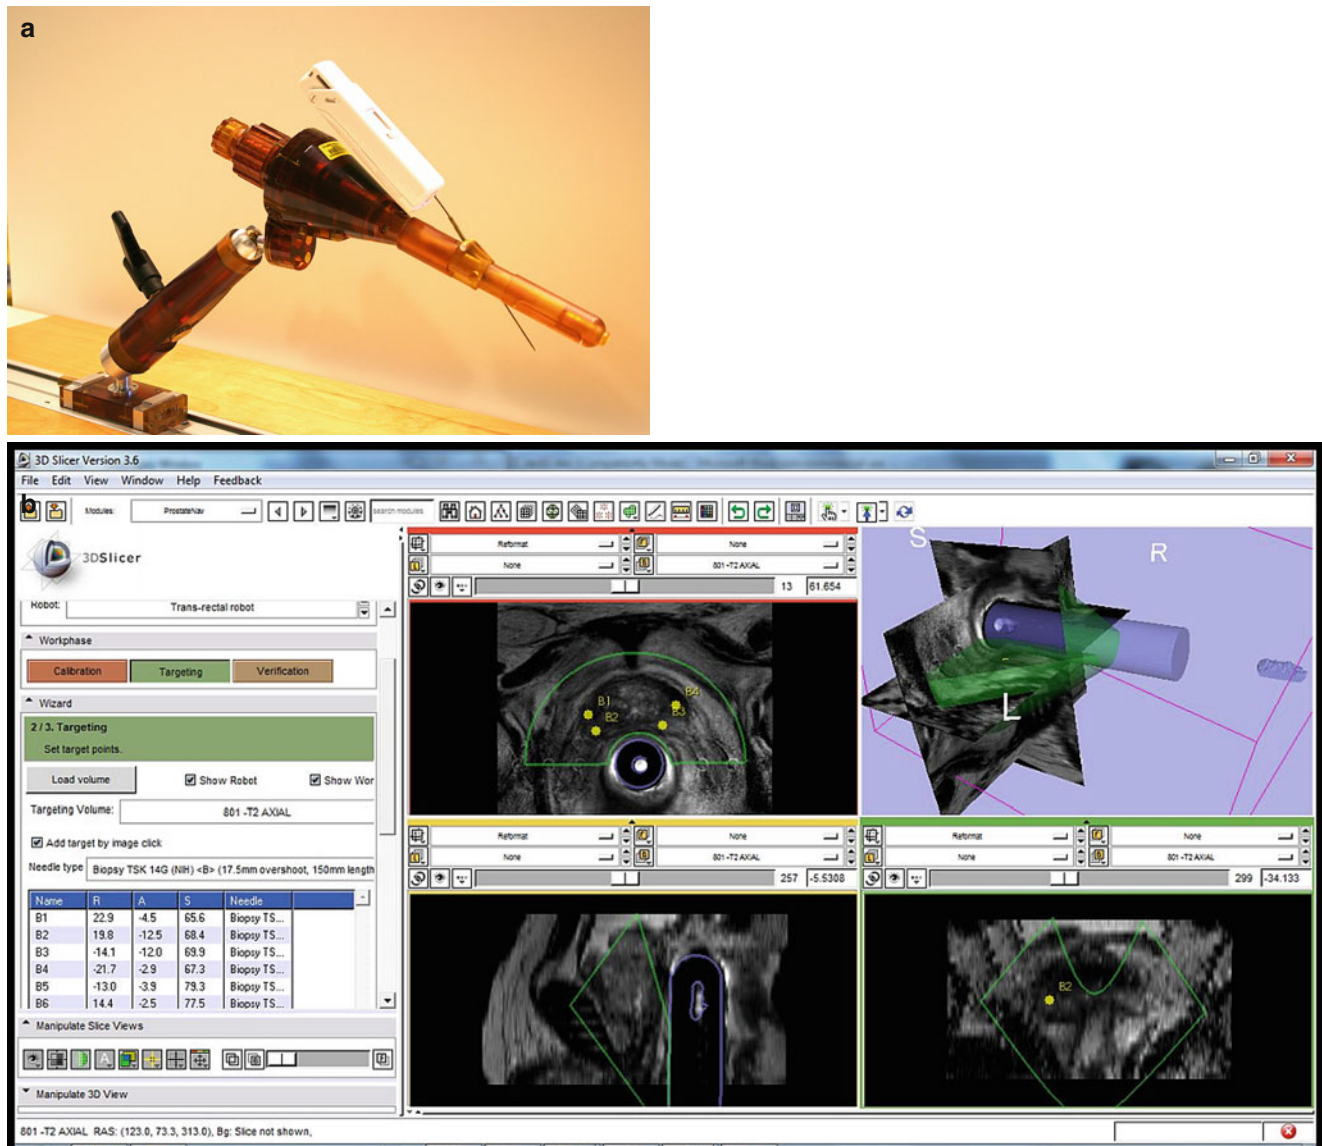 a
3D Slicer Version 3.6
File Edit View Window Help Feedback
b
Modules: ProstateNav search modules
3DSlicer
Robot: Trans-rectal robot
Workphase
Calibration Targeting Verification
Wizard
2 / 3. Targeting
Set target points.
Load volume Show Robot Show Wor
Targeting Volume: 801 -T2 AXIAL
Add target by image click
Needle type Biopsy TSK 14G (NIH) <B> (17.5mm overshoot, 150mm length
Name R A S Needle
B1 22.9 -4.5 65.6 Biopsy TS...
B2 19.8 -12.5 68.4 Biopsy TS...
B3 -14.1 -12.0 69.9 Biopsy TS...
B4 -21.7 -2.9 67.3 Biopsy TS...
B5 -13.0 -3.9 79.3 Biopsy TS...
B6 14.4 -2.5 77.5 Biopsy TS...
Manipulate Slice Views
Manipulate 3D View
Reformat None
None 801 -T2 AXIAL
13 61.654
B1
B2
B3
B4
S
R
L
Reformat None
None 801 -T2 AXIAL
257 -5.5308
Reformat None
None 801 -T2 AXIAL
299 -34.133
B2
801 -T2 AXIAL RAS: (123.0, 73.3, 313.0), Bg: Slice not shown,